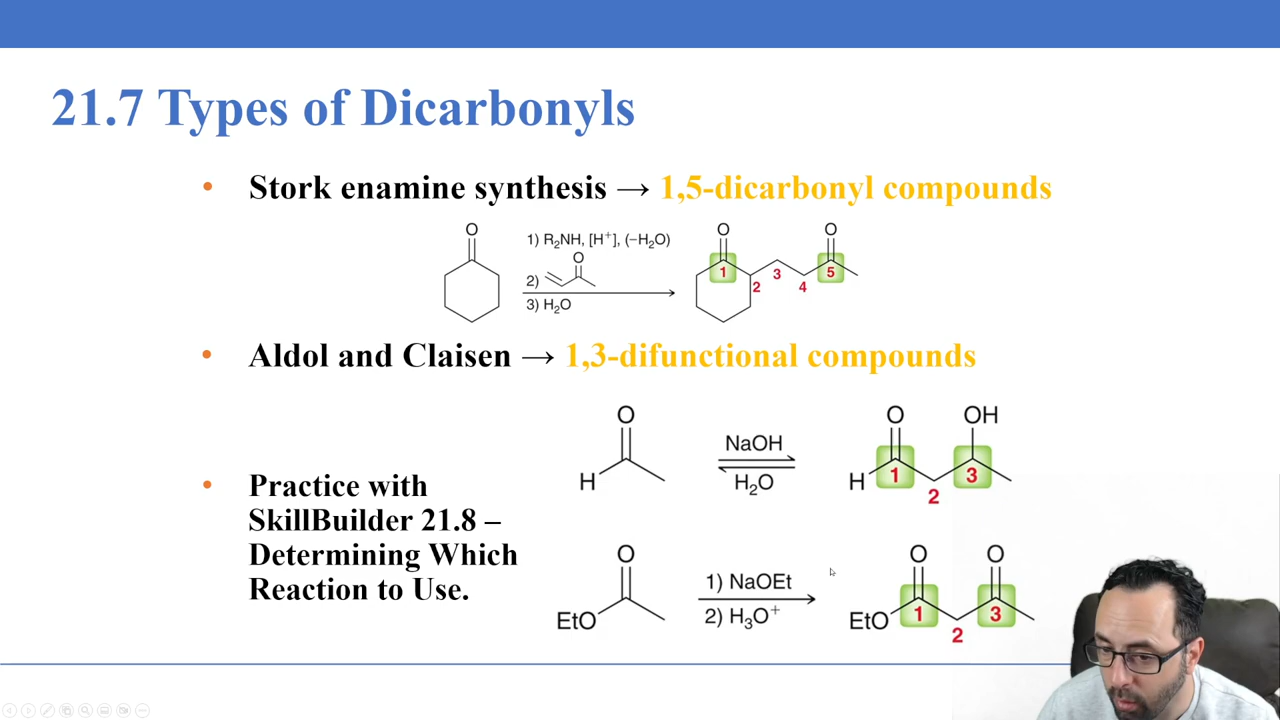 21.7 Types of Dicarbonyls
• Stork enamine synthesis → 1,5-dicarbonyl compounds
O
1) R₂NH, [H⁺], (−H₂O)
O
2)
3) H₂O
O O
1 2 3 4 5
• Aldol and Claisen → 1,3-difunctional compounds
O
H
NaOH
H₂O
O OH
H 1 2 3
• Practice with
SkillBuilder 21.8 –
Determining Which
Reaction to Use.
O
EtO
1) NaOEt
2) H₃O⁺
O O
EtO 1 2 3